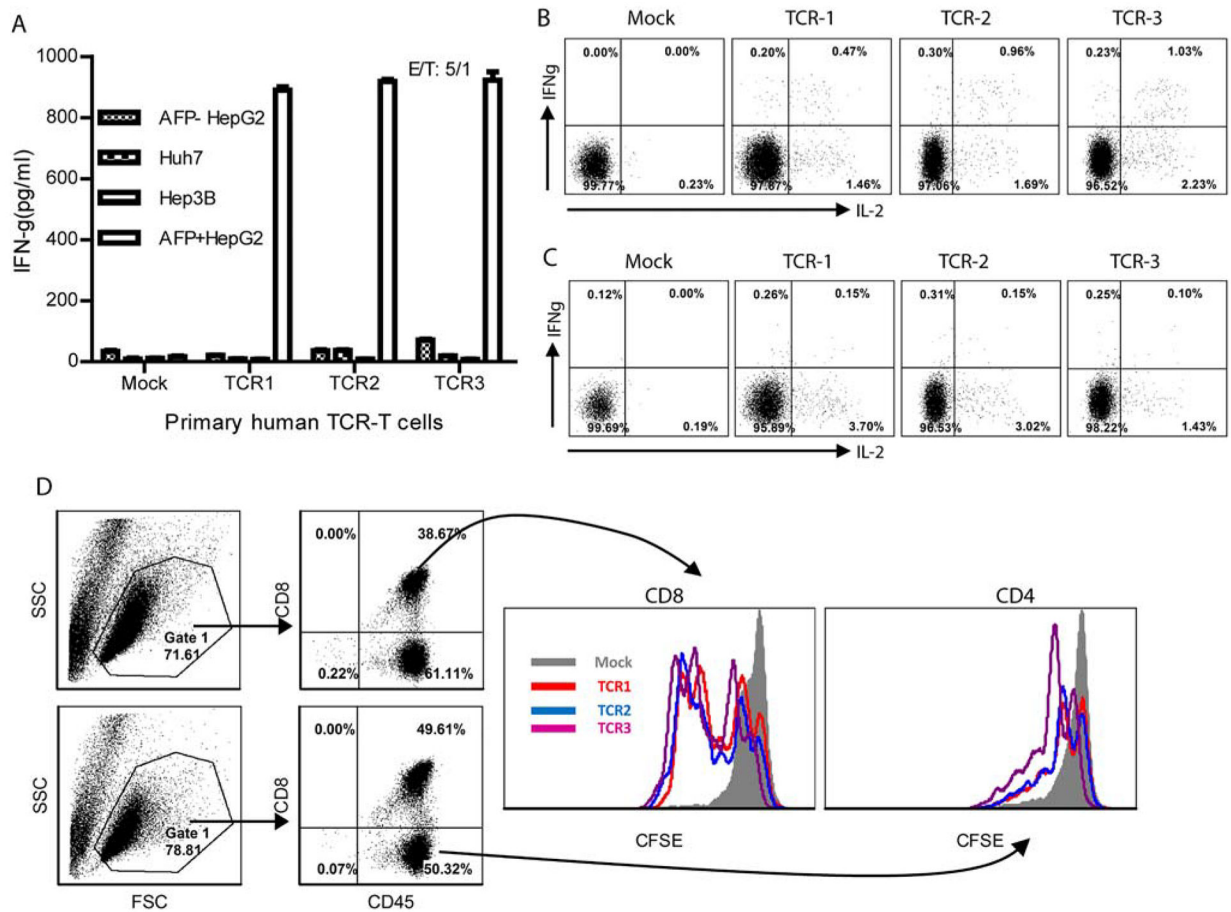 A
1000
800
600
400
200
0
IFN-g(pg/ml)
E/T: 5/1
AFP- HepG2
Huh7
Hep3B
AFP+HepG2
Mock TCR1 TCR2 TCR3
Primary human TCR-T cells
B
Mock TCR-1 TCR-2 TCR-3
IFNg
0.00% 0.00% 0.20% 0.47% 0.30% 0.96% 0.23% 1.03%
99.77% 0.23% 97.87% 1.46% 97.06% 1.69% 96.52% 2.23%
IL-2
C
Mock TCR-1 TCR-2 TCR-3
IFNg
0.12% 0.00% 0.26% 0.15% 0.31% 0.15% 0.25% 0.10%
99.69% 0.19% 95.89% 3.70% 96.53% 3.02% 98.22% 1.43%
IL-2
D
SSC
Gate 1
71.61
CD8
0.00% 38.67%
0.22% 61.11%
SSC
Gate 1
78.81
FSC
CD8
0.00% 49.61%
0.07% 50.32%
CD45
CD8
Mock
TCR1
TCR2
TCR3
CFSE
CD4
CFSE